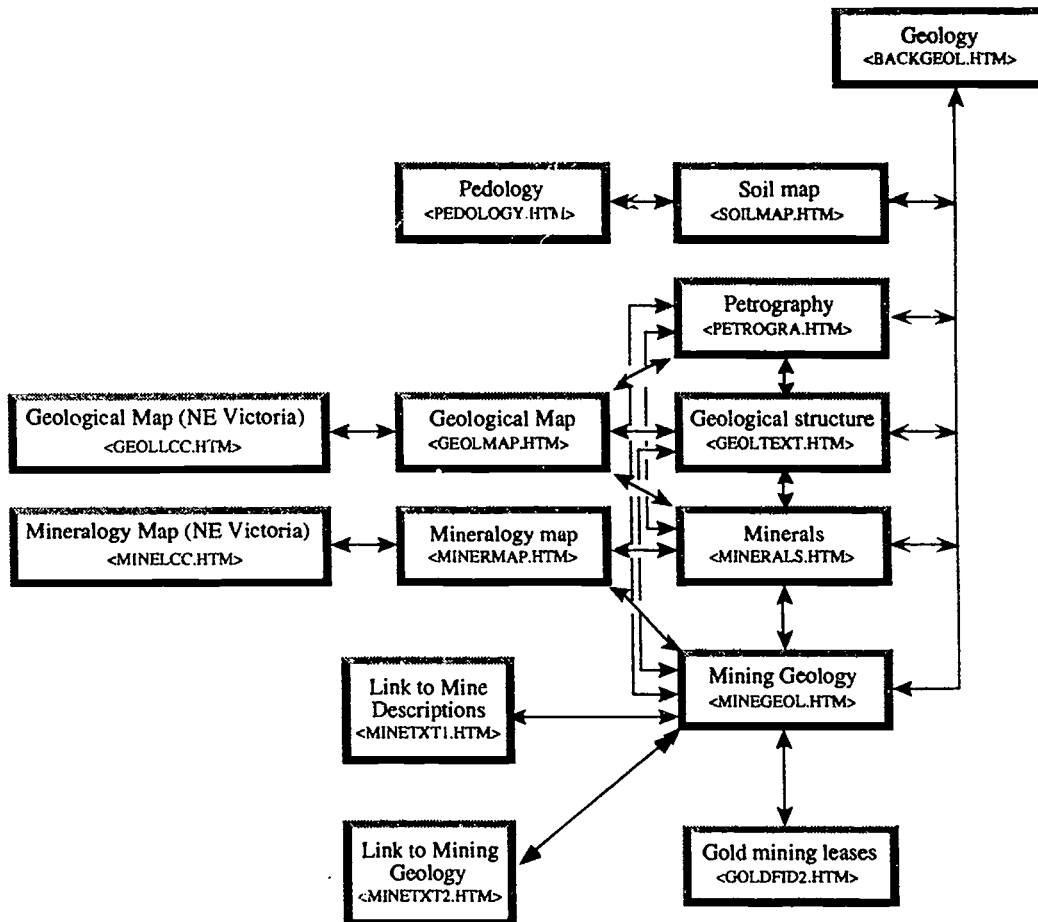 Geology
<BACKGEOL.HTM>
Pedology
<PEDOLOGY.HTM>
Soil map
<SOILMAP.HTM>
Petrography
<PETROGRA.HTM>
Geological Map (NE Victoria)
<GEOLLCC.HTM>
Geological Map
<GEOLMAP.HTM>
Geological structure
<GEOLTEXT.HTM>
Mineralogy Map (NE Victoria)
<MINELCC.HTM>
Mineralogy map
<MINERMAP.HTM>
Minerals
<MINERALS.HTM>
Link to Mine
Descriptions
<MINETXT1.HTM>
Mining Geology
<MINEGEOL.HTM>
Link to Mining
Geology
<MINETXT2.HTM>
Gold mining leases
<GOLDFID2.HTM>